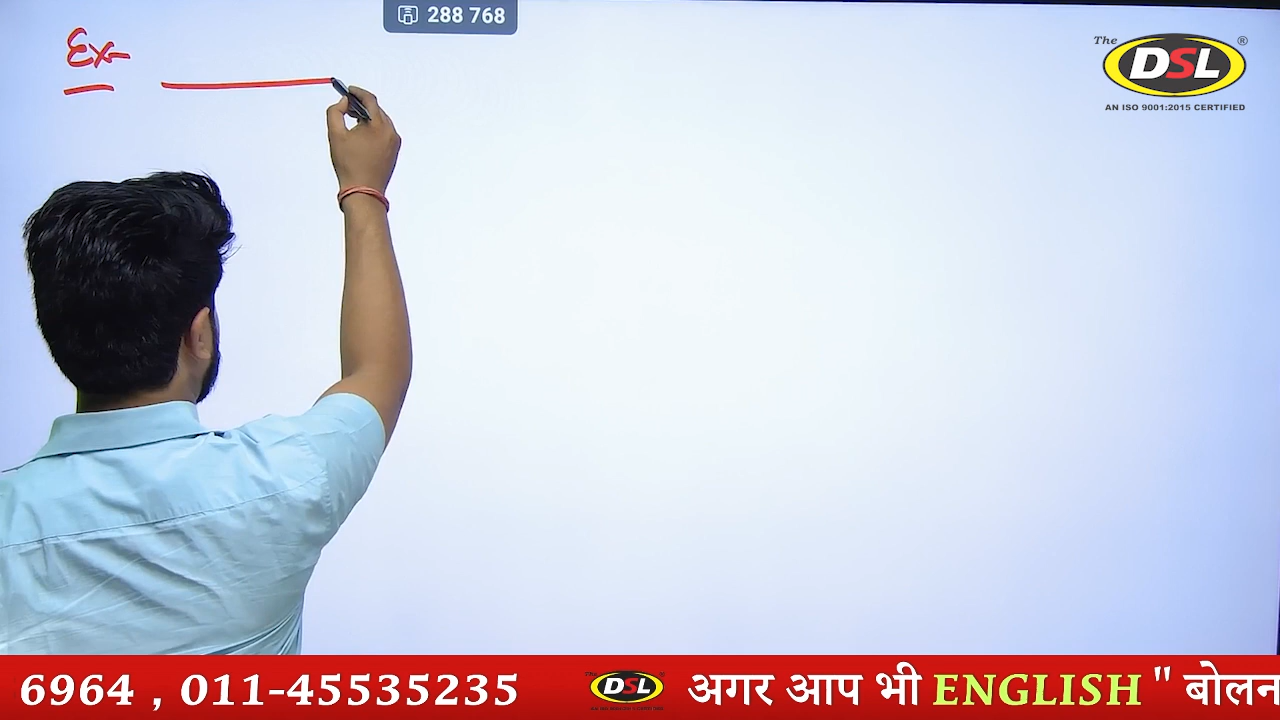 288 768
Ex-
The DSL ®
AN ISO 9001:2015 CERTIFIED
6964 , 011-45535235 DSL अगर आप भी ENGLISH " बोलन